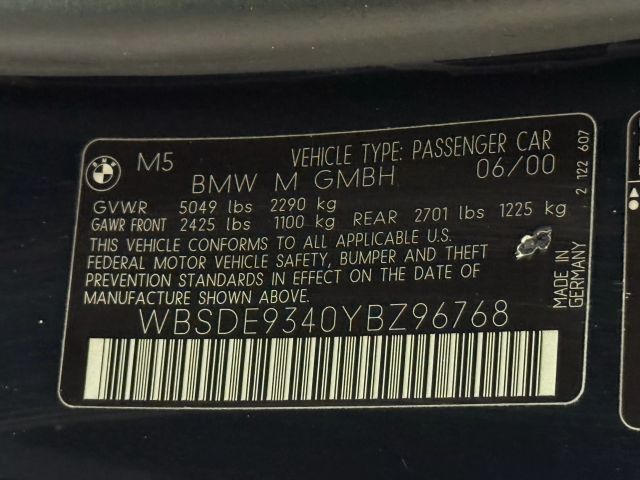 BMW M5 VEHICLE TYPE: PASSENGER CAR
BMW M GMBH 06/00
GVWR 5049 lbs 2290 kg
GAWR FRONT 2425 lbs 1100 kg REAR 2701 lbs 1225 kg
THIS VEHICLE CONFORMS TO ALL APPLICABLE U.S.
FEDERAL MOTOR VEHICLE SAFETY, BUMPER AND THEFT
PREVENTION STANDARDS IN EFFECT ON THE DATE OF
MANUFACTURE SHOWN ABOVE.
WBSDE9340YBZ96768
2 122 607
MADE IN
GERMANY